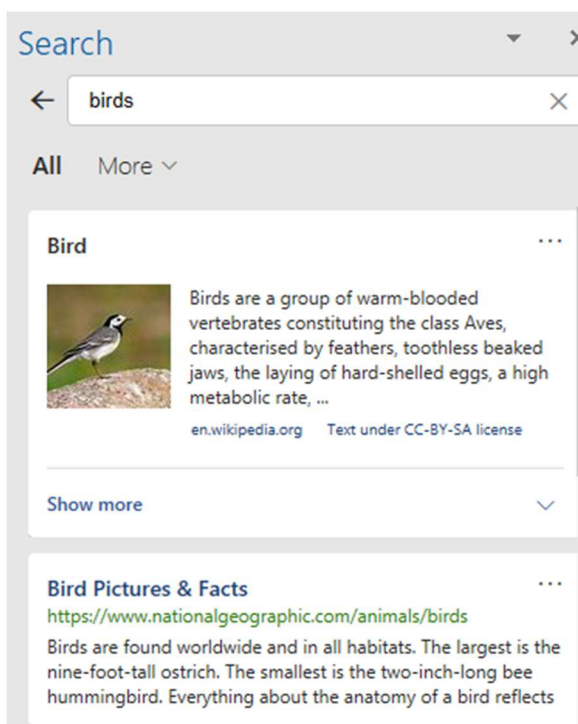 Search
birds
All More
Bird
Birds are a group of warm-blooded
vertebrates constituting the class Aves,
characterised by feathers, toothless beaked
jaws, the laying of hard-shelled eggs, a high
metabolic rate, ...
en.wikipedia.org Text under CC-BY-SA license
Show more
Bird Pictures & Facts
https://www.nationalgeographic.com/animals/birds
Birds are found worldwide and in all habitats. The largest is the
nine-foot-tall ostrich. The smallest is the two-inch-long bee
hummingbird. Everything about the anatomy of a bird reflects